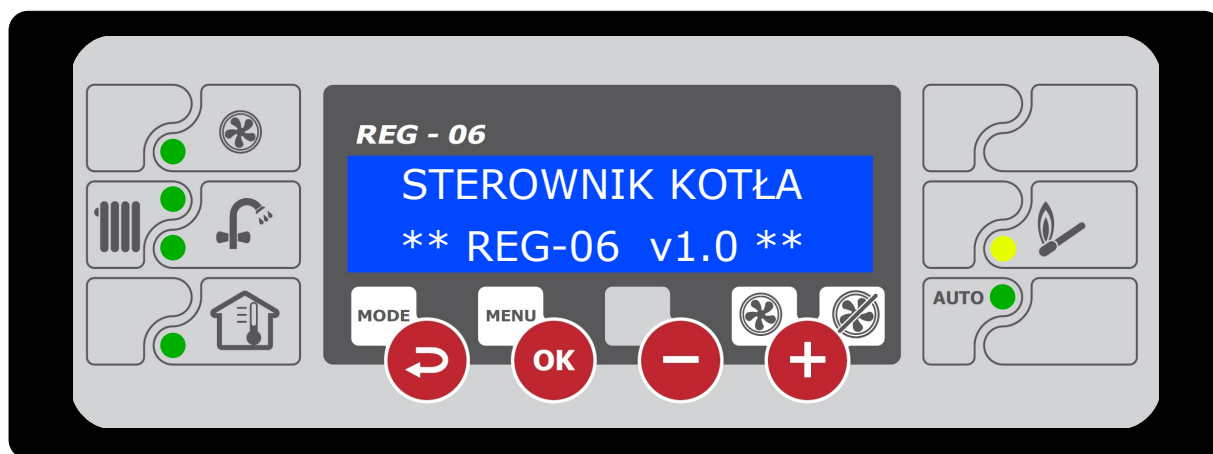 REG - 06
STEROWNIK KOTŁA
** REG-06 v1.0 **
MODE
MENU
OK
AUTO